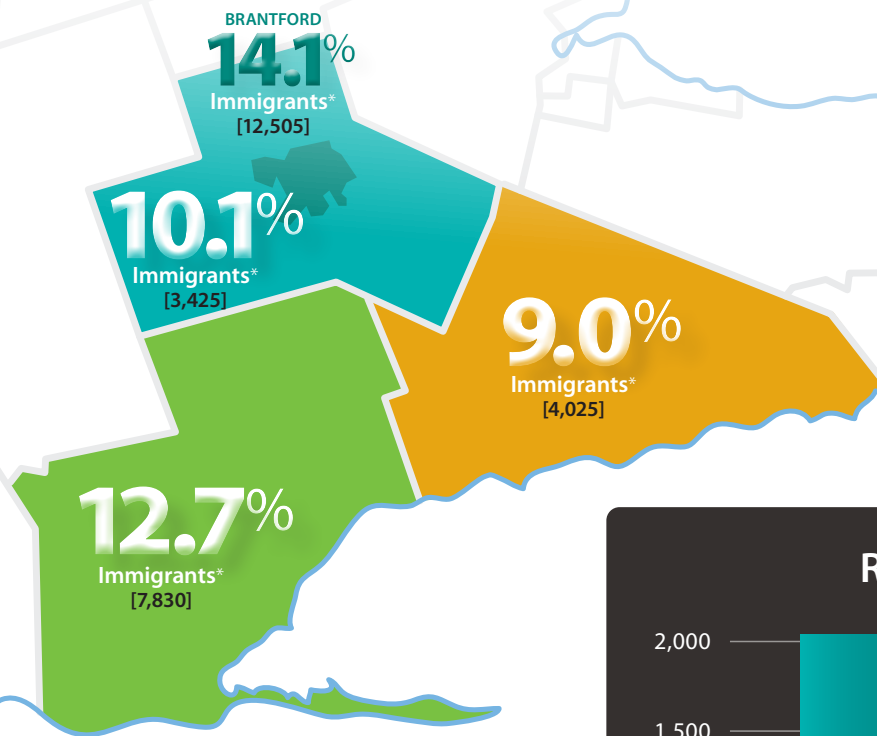 BRANTFORD
14.1%
Immigrants*
[12,505]
10.1%
Immigrants*
[3,425]
9.0%
Immigrants*
[4,025]
12.7%
Immigrants*
[7,830]
R
2,000
1,500